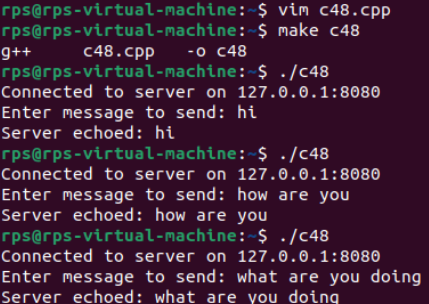 rps@rps-virtual-machine:~$ vim c48.cpp
rps@rps-virtual-machine:~$ make c48
g++     c48.cpp   -o c48
rps@rps-virtual-machine:~$ ./c48
Connected to server on 127.0.0.1:8080
Enter message to send: hi
Server echoed: hi
rps@rps-virtual-machine:~$ ./c48
Connected to server on 127.0.0.1:8080
Enter message to send: how are you
Server echoed: how are you
rps@rps-virtual-machine:~$ ./c48
Connected to server on 127.0.0.1:8080
Enter message to send: what are you doing
Server echoed: what are you doing